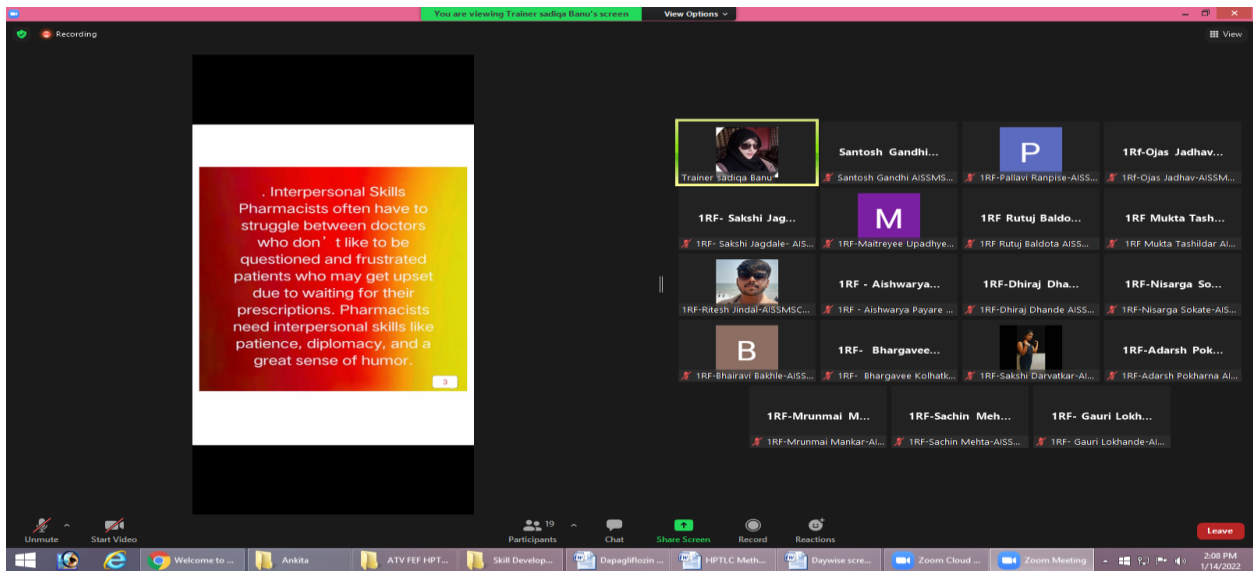 You are viewing Trainer sadiqa Banu's screen
View Options
Recording
View
. Interpersonal Skills
Pharmacists often have to
struggle between doctors
who don't like to be
questioned and frustrated
patients who may get upset
due to waiting for their
prescriptions. Pharmacists
need interpersonal skills like
patience, diplomacy, and a
great sense of humor.
3
Trainer sadiqa Banu
Santosh Gandhi...
Santosh Gandhi AISSMS...
P
1RF-Pallavi Ranpise-AISS...
1Rf-Ojas Jadhav...
1Rf-Ojas Jadhav-AISSM...
1RF- Sakshi Jag...
1RF- Sakshi Jagdale- AIS...
M
1RF-Maitreyee Upadhye...
1RF Rutuj Baldo...
1RF Rutuj Baldota AISS...
1RF Mukta Tash...
1RF Mukta Tashildar AI...
1RF-Ritesh Jindal-AISSMSC...
1RF - Aishwarya...
1RF - Aishwarya Payare ...
1RF-Dhiraj Dha...
1RF-Dhiraj Dhande AISS...
1RF-Nisarga So...
1RF-Nisarga Sokate-AIS...
B
1RF-Bhairavi Bakhle-AISS...
1RF- Bhargavee...
1RF- Bhargavee Kolhatk...
1RF-Sakshi Darvatkar-AI...
1RF-Adarsh Pok...
1RF-Adarsh Pokharna AI...
1RF-Mrunmai M...
1RF-Mrunmai Mankar-AI...
1RF-Sachin Meh...
1RF-Sachin Mehta-AISS...
1RF- Gauri Lokh...
1RF- Gauri Lokhande-AI...
Unmute
Start Video
19
Participants
Chat
Share Screen
Record
Reactions
Leave
Welcome to ...
Ankita
ATV FEF HPT...
Skill Develop...
Dapagliflozin ...
HPTLC Meth...
Daywise scre...
Zoom Cloud ...
Zoom Meeting
2:08 PM
1/14/2022